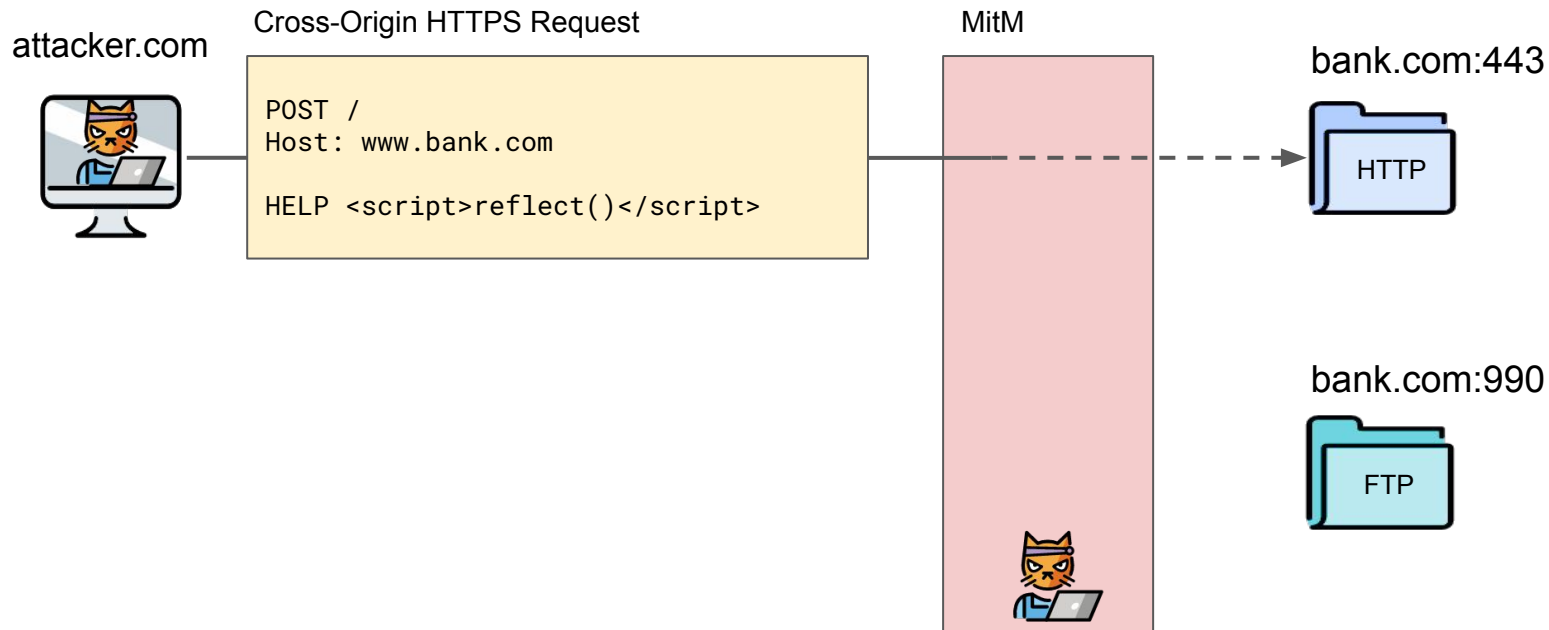 Cross-Origin HTTPS Request
MitM
attacker.com
bank.com:443
POST /
Host: www.bank.com
HELP <script>reflect()</script>
HTTP
bank.com:990
FTP